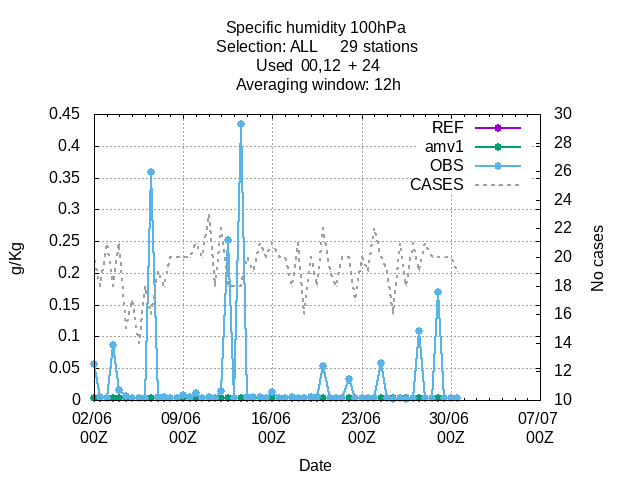 Specific humidity 100hPa
Selection: ALL 29 stations
Used 00,12 + 24
Averaging window: 12h
REF
amv1
OBS
CASES
0.45
0.4
0.35
0.3
0.25
0.2
0.15
0.1
0.05
0
g/Kg
30
28
26
24
22
20
18
16
14
12
10
No cases
02/06 09/06 16/06 23/06 30/06 07/07
00Z 00Z 00Z 00Z 00Z 00Z
Date